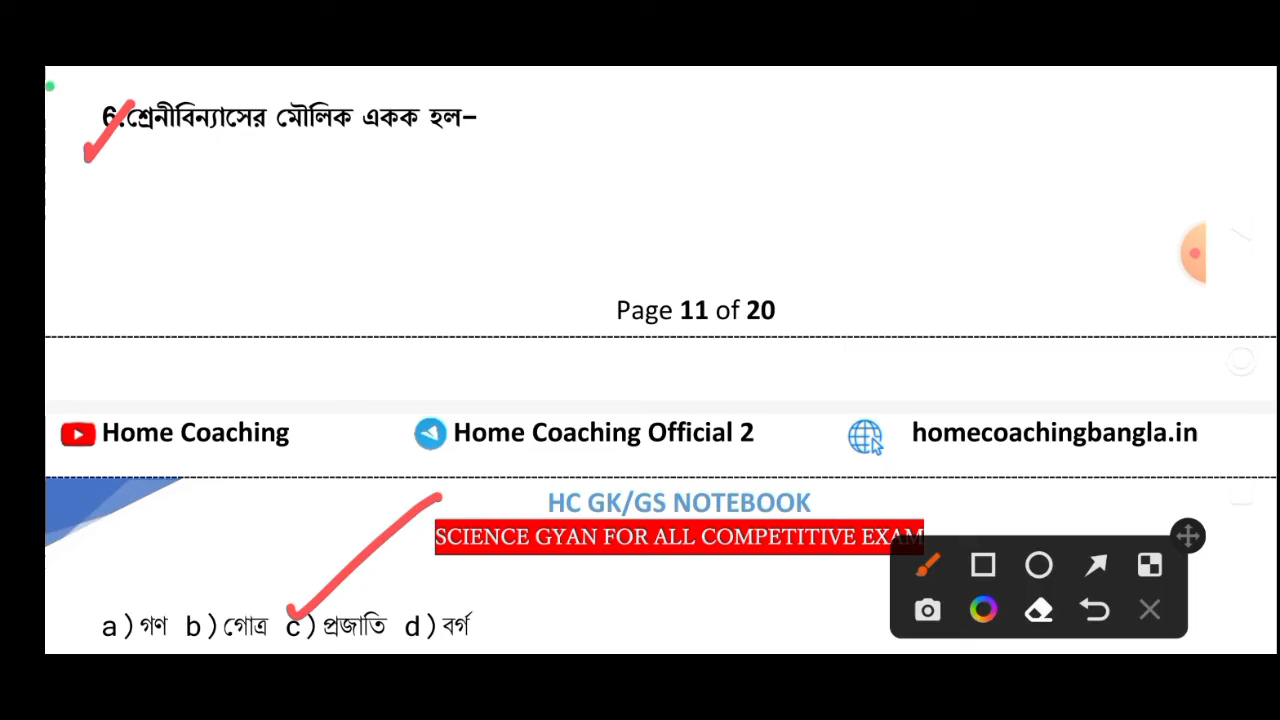 6.শ্রেনীবিন্যাসের মৌলিক একক হল-
Page 11 of 20
Home Coaching Home Coaching Official 2 homecoachingbangla.in
HC GK/GS NOTEBOOK
SCIENCE GYAN FOR ALL COMPETITIVE EXAM
a) গণ b) গোত্র c) প্রজাতি d) বর্গ